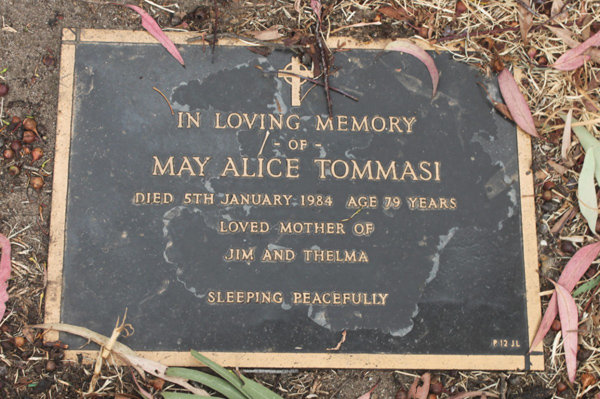 IN LOVING MEMORY
- OF -
MAY ALICE TOMMASI
DIED 5TH JANUARY 1984 AGE 79 YEARS
LOVED MOTHER OF
JIM AND THELMA
SLEEPING PEACEFULLY
P 12 JL